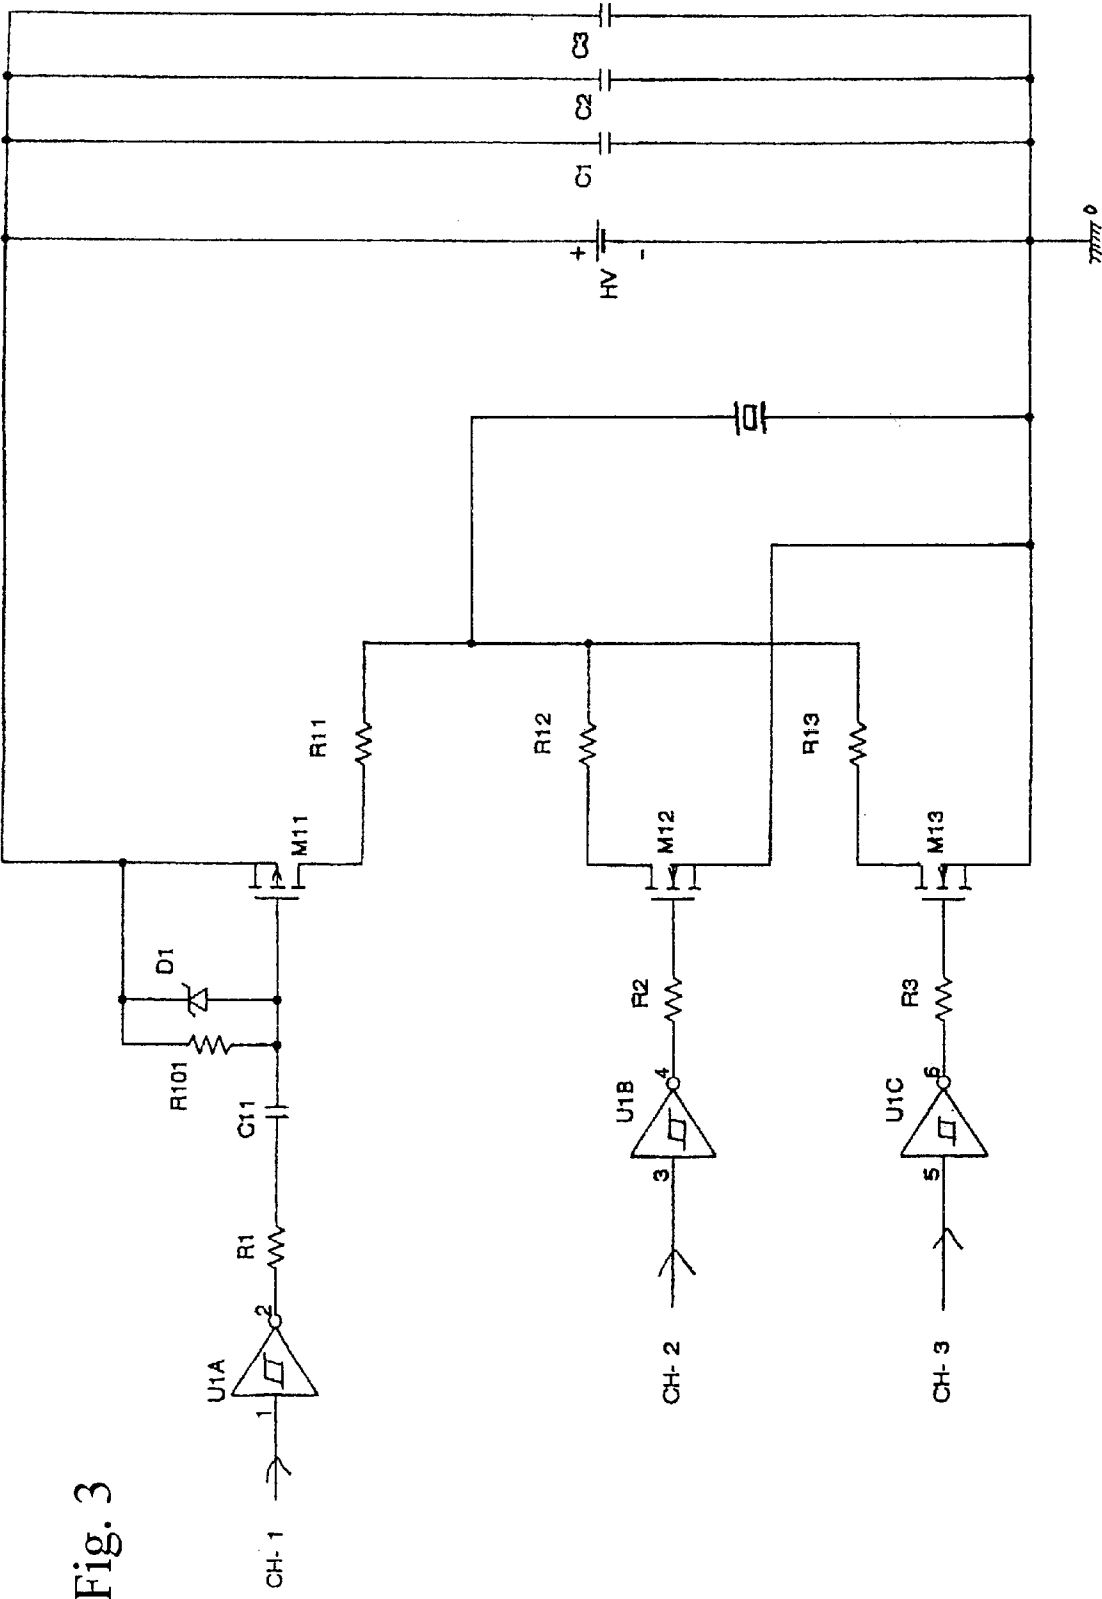 Fig. 3
CH-1
1
U1A
2
R1
C11
R101
D1
M11
R11
CH-2
3
U1B
4
R2
M12
R12
CH-3
5
U1C
6
R3
M13
R13
+
HV
-
C1
C2
C3
0